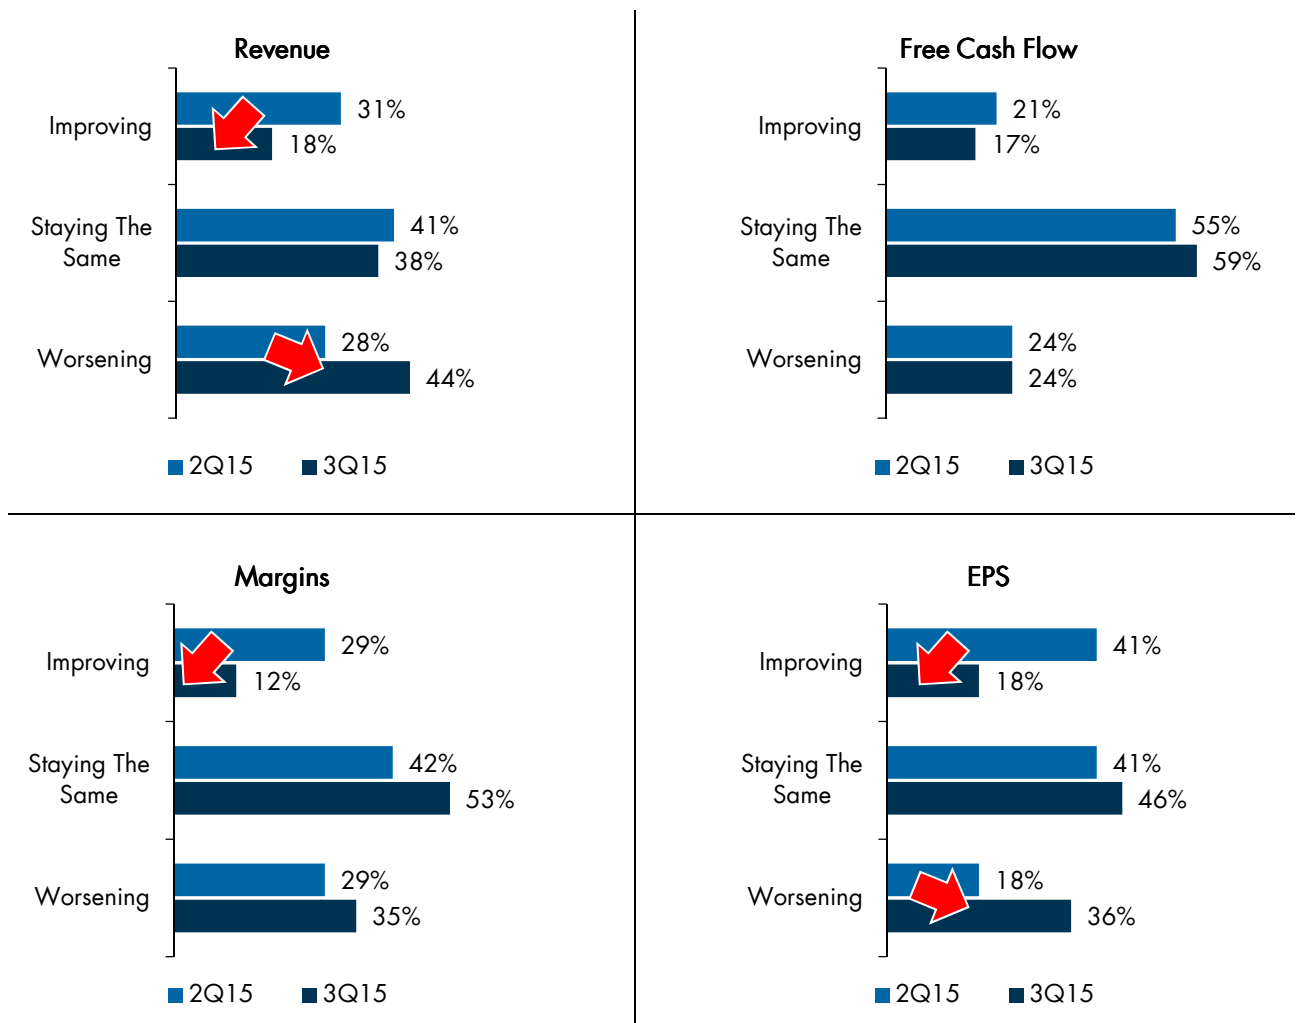 Revenue
Improving
31%
18%
Staying The
Same
41%
38%
Worsening
28%
44%
2Q15 3Q15
Free Cash Flow
Improving
21%
17%
Staying The
Same
55%
59%
Worsening
24%
24%
2Q15 3Q15
Margins
Improving
29%
12%
Staying The
Same
42%
53%
Worsening
29%
35%
2Q15 3Q15
EPS
Improving
41%
18%
Staying The
Same
41%
46%
Worsening
18%
36%
2Q15 3Q15